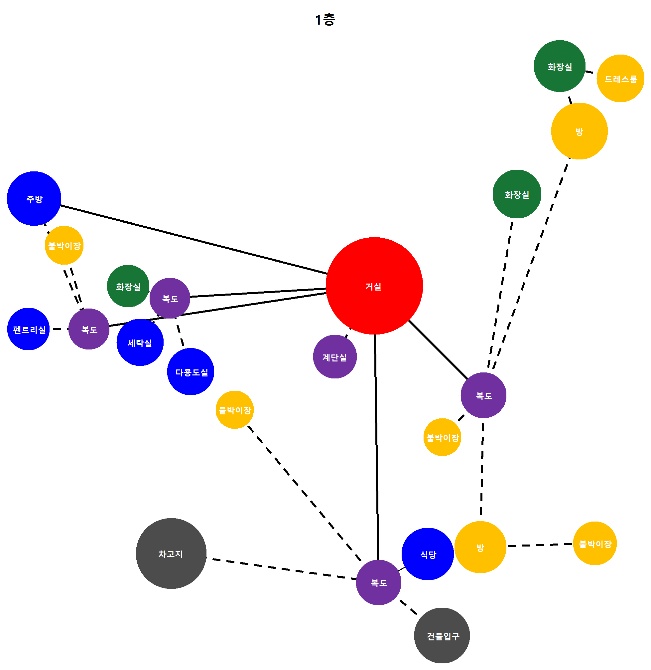 1층
화장실
드레스룸
방
화장실
주방
붙박이장
화장실
복도
거실
펜트리실
복도
세탁실
계단실
다용도실
복도
붙박이장
붙박이장
차고지
식당
방
붙박이장
복도
건물입구